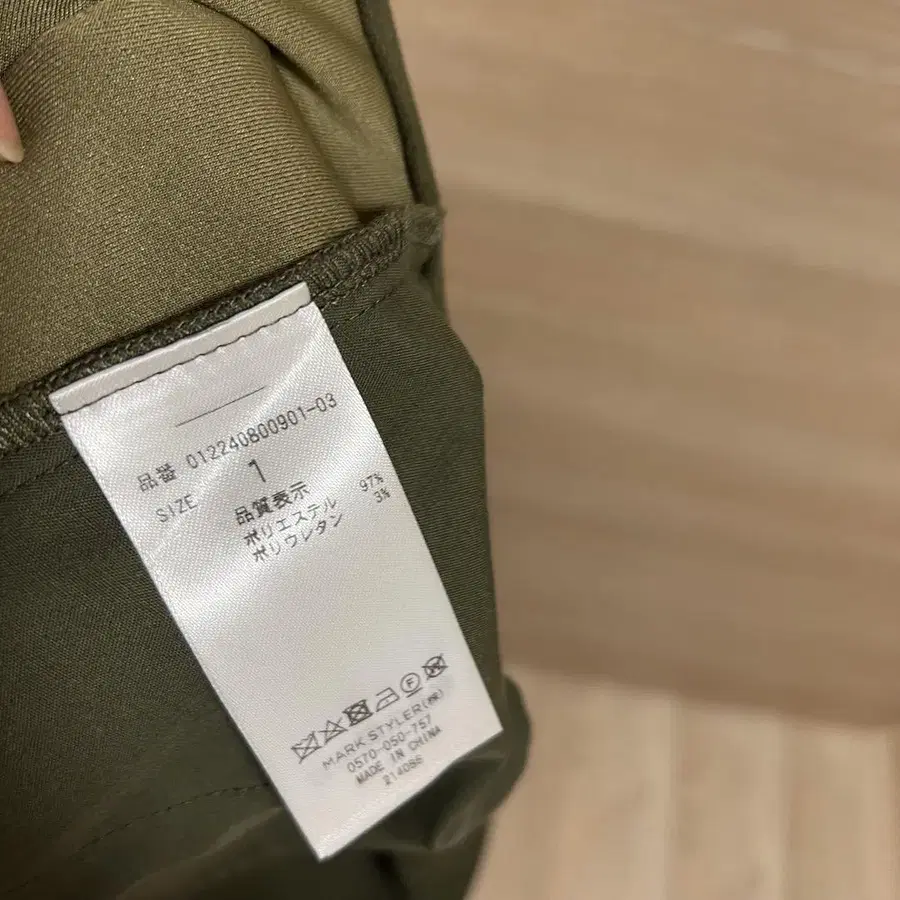 品番 012240800901-03
SIZE 1
品質表示
ポリエステル 97%
ポリウレタン 3%
MARK STYLER(株)
0570-050-757
MADE IN CHINA
214086